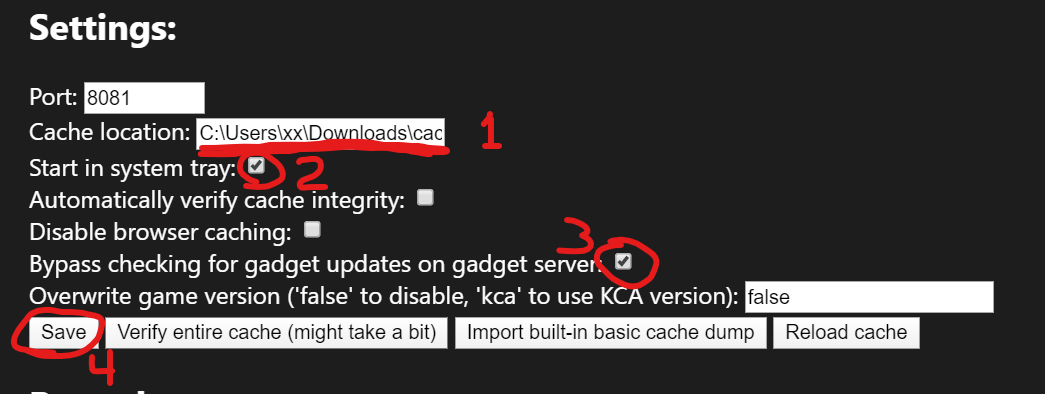 Settings:
Port: 8081
Cache location: C:\Users\xx\Downloads\cac 1
Start in system tray: 2
Automatically verify cache integrity:
Disable browser caching:
Bypass checking for gadget updates on gadget server: 3
Overwrite game version ('false' to disable, 'kca' to use KCA version): false
Save Verify entire cache (might take a bit) Import built-in basic cache dump Reload cache
4